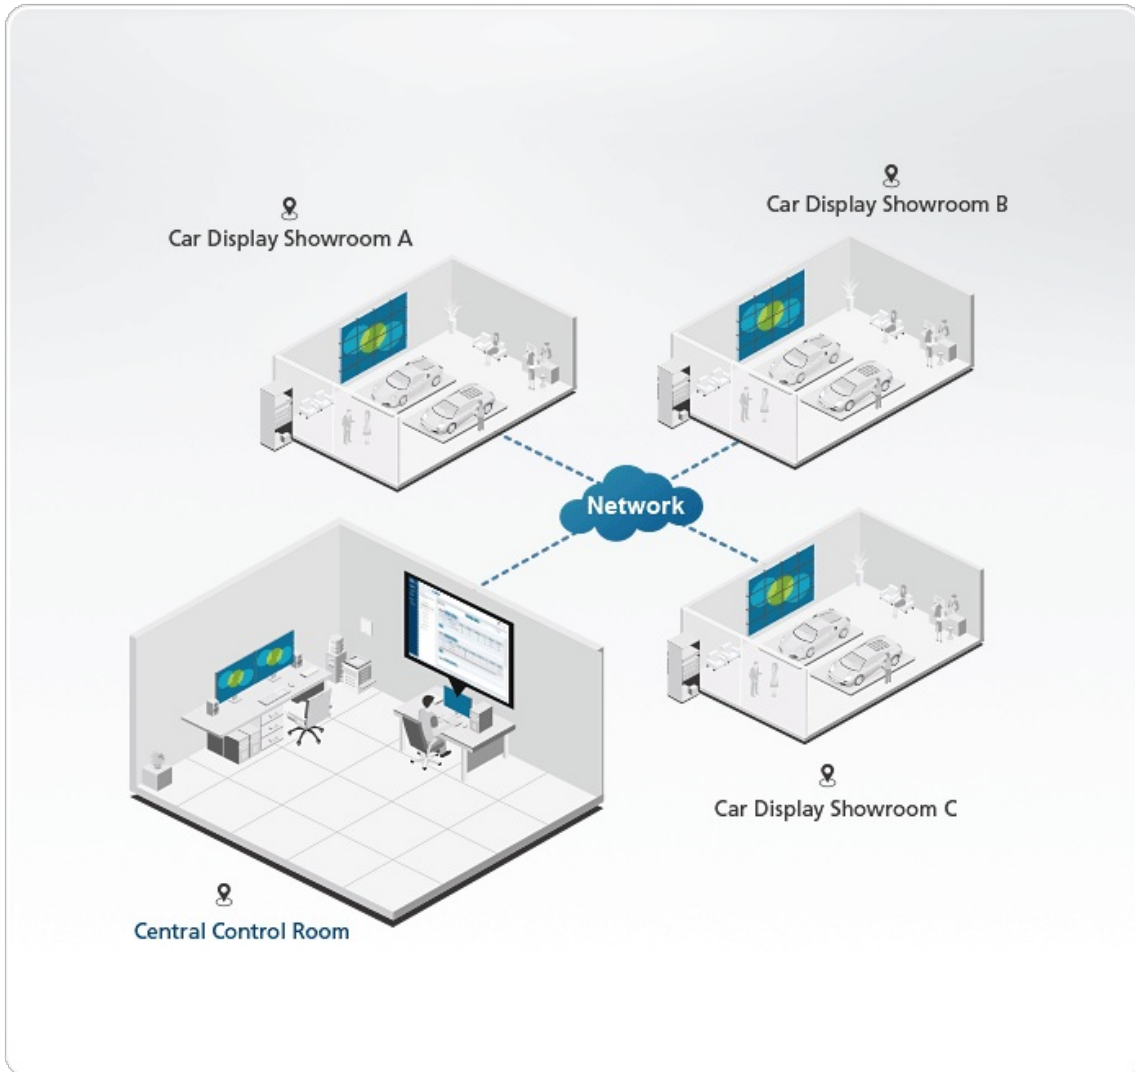 Car Display Showroom A
Car Display Showroom B
Network
Car Display Showroom C
Central Control Room